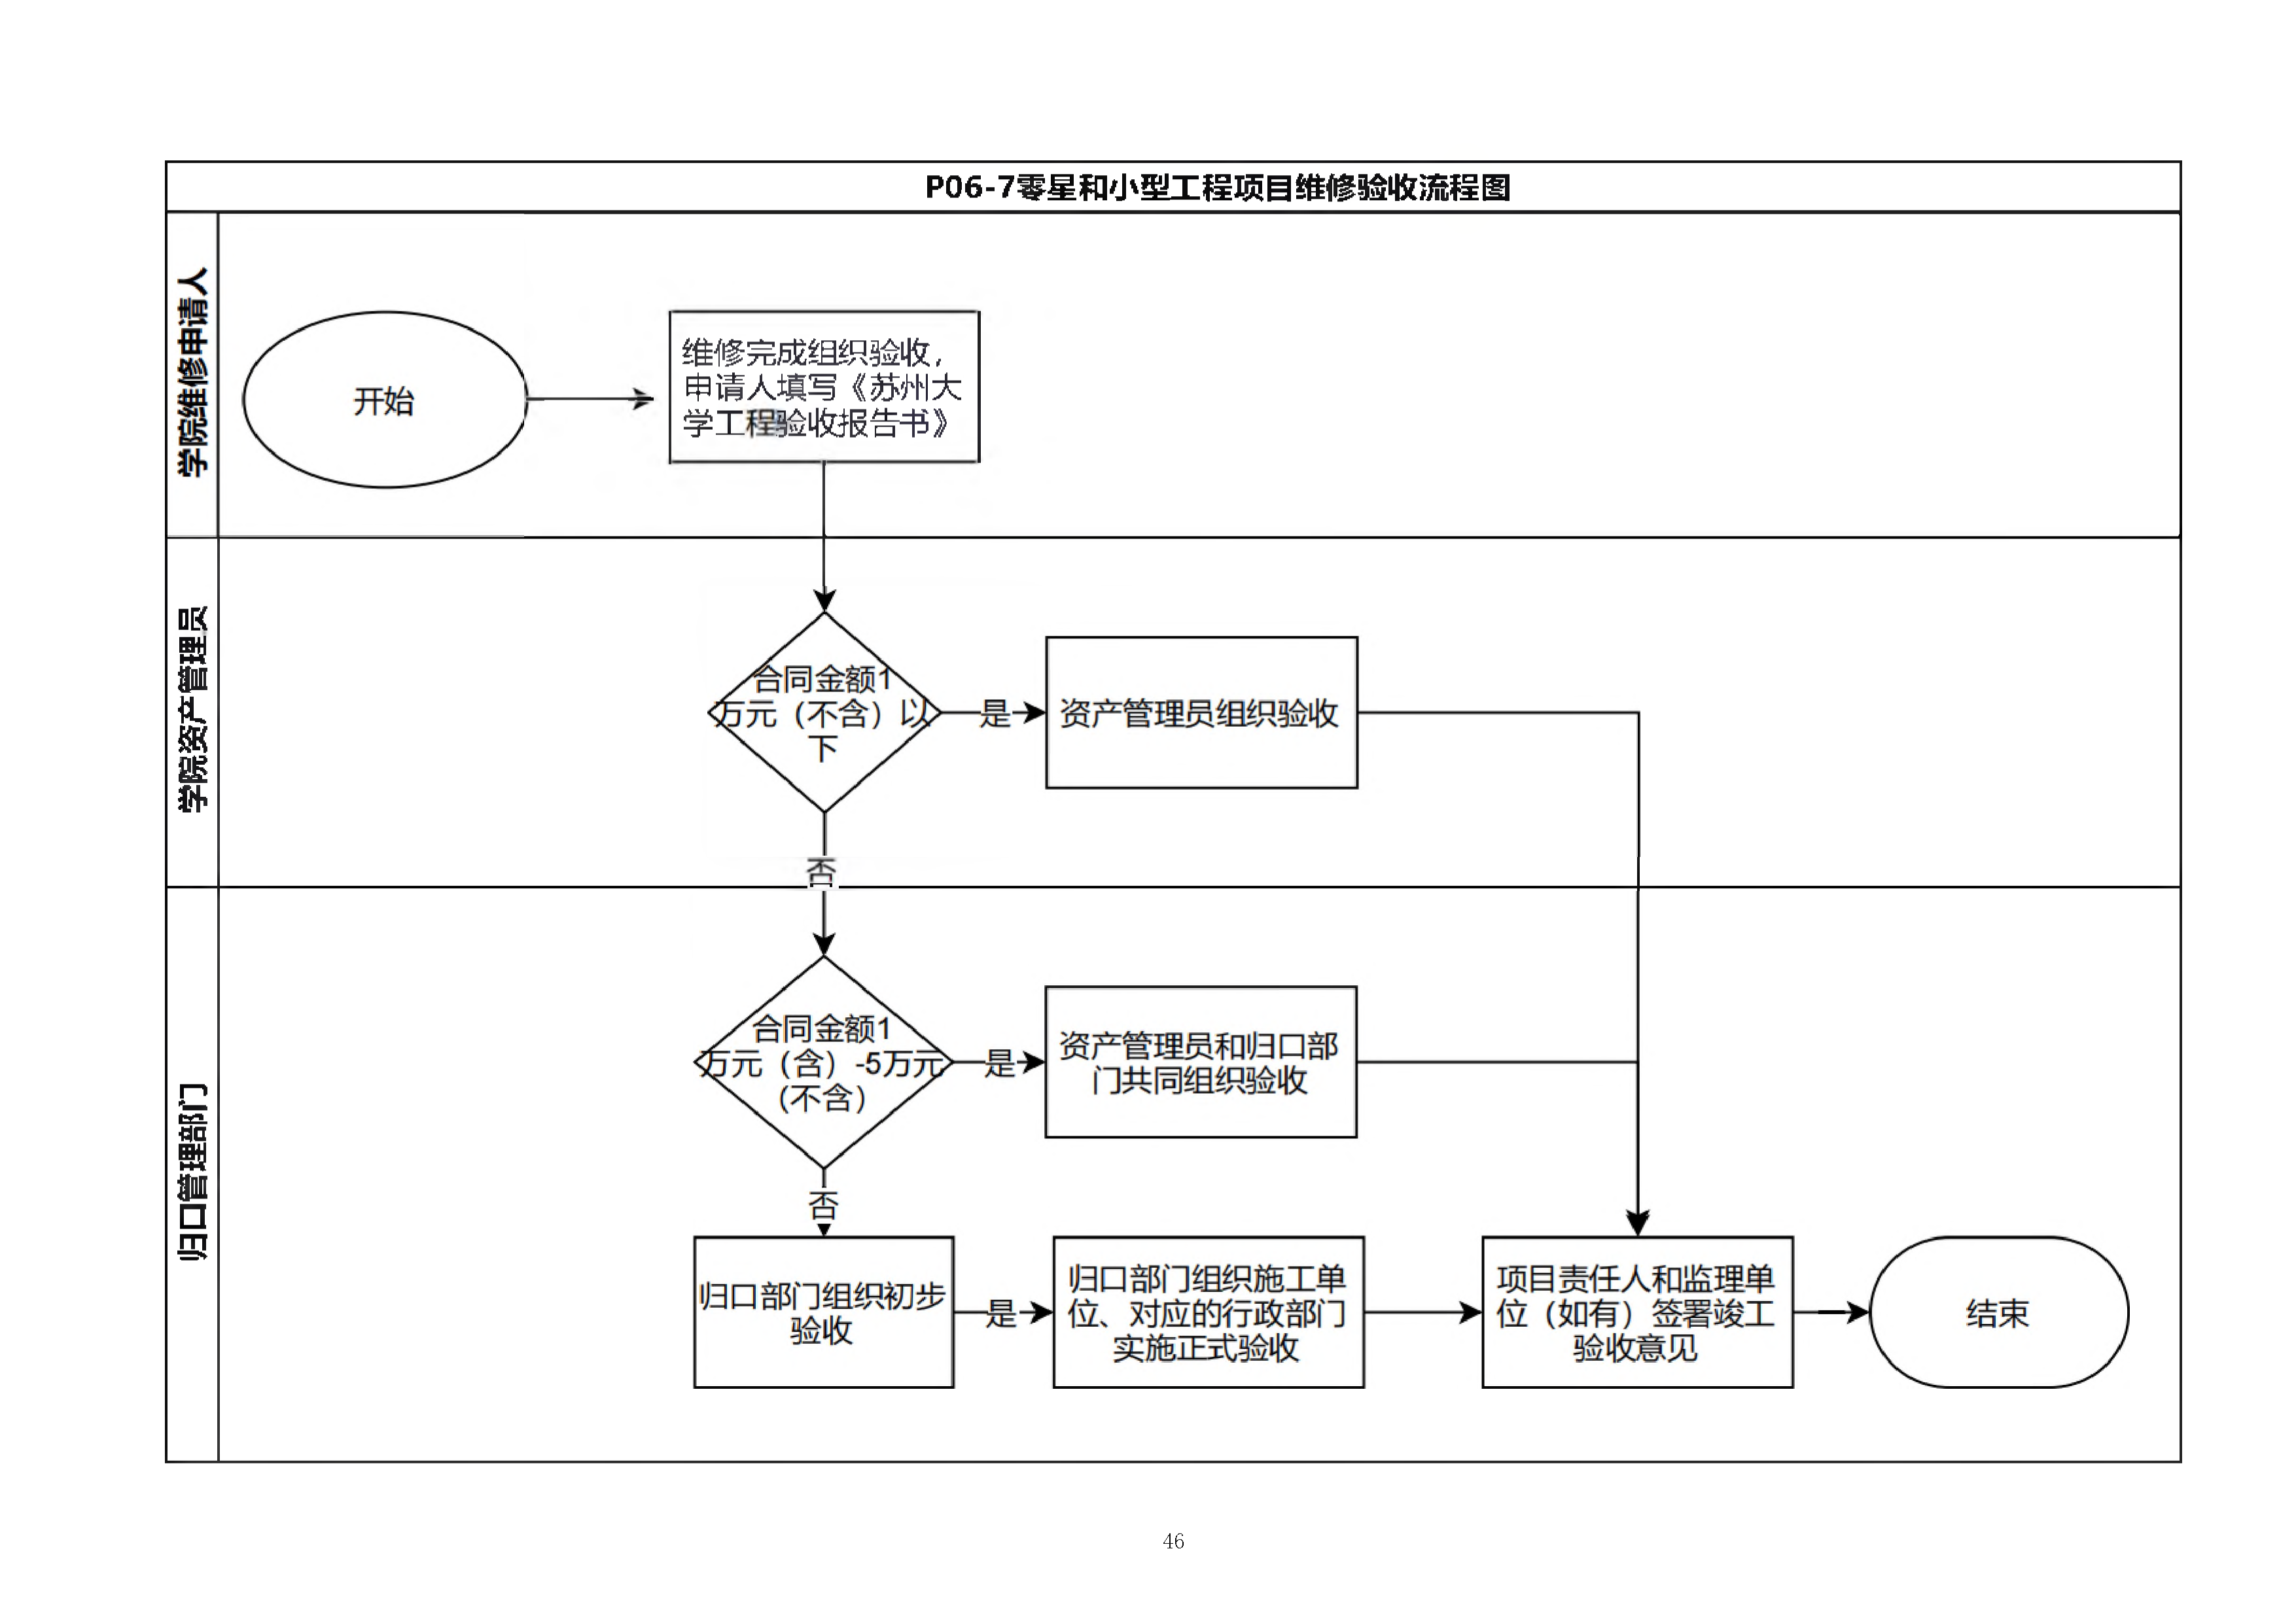 P06-7零星和小型工程项目维修验收流程图
学院维修申请人
开始
维修完成组织验收，
申请人填写《苏州大
学工程验收报告书》
学院资产管理员
合同金额1
万元（不含）以
下
是
资产管理员组织验收
否
归口管理部门
合同金额1
万元（含）-5万元
（不含）
是
资产管理员和归口部
门共同组织验收
否
归口部门组织初步
验收
是
归口部门组织施工单
位、对应的行政部门
实施正式验收
项目责任人和监理单
位（如有）签署竣工
验收意见
结束
46